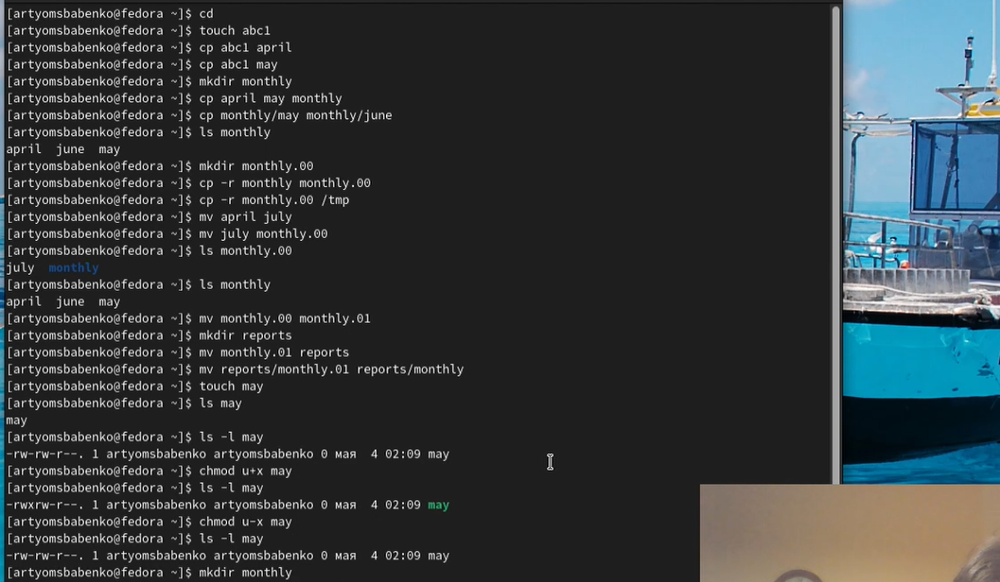 [artyomsbabenko@fedora ~]$ cd
[artyomsbabenko@fedora ~]$ touch abc1
[artyomsbabenko@fedora ~]$ cp abc1 april
[artyomsbabenko@fedora ~]$ cp abc1 may
[artyomsbabenko@fedora ~]$ mkdir monthly
[artyomsbabenko@fedora ~]$ cp april may monthly
[artyomsbabenko@fedora ~]$ cp monthly/may monthly/june
[artyomsbabenko@fedora ~]$ ls monthly
april  june  may
[artyomsbabenko@fedora ~]$ mkdir monthly.00
[artyomsbabenko@fedora ~]$ cp -r monthly monthly.00
[artyomsbabenko@fedora ~]$ cp -r monthly.00 /tmp
[artyomsbabenko@fedora ~]$ mv april july
[artyomsbabenko@fedora ~]$ mv july monthly.00
[artyomsbabenko@fedora ~]$ ls monthly.00
july  monthly
[artyomsbabenko@fedora ~]$ ls monthly
april  june  may
[artyomsbabenko@fedora ~]$ mv monthly.00 monthly.01
[artyomsbabenko@fedora ~]$ mkdir reports
[artyomsbabenko@fedora ~]$ mv monthly.01 reports
[artyomsbabenko@fedora ~]$ mv reports/monthly.01 reports/monthly
[artyomsbabenko@fedora ~]$ touch may
[artyomsbabenko@fedora ~]$ ls may
may
[artyomsbabenko@fedora ~]$ ls -l may
-rw-rw-r--. 1 artyomsbabenko artyomsbabenko 0 мая  4 02:09 may
[artyomsbabenko@fedora ~]$ chmod u+x may
[artyomsbabenko@fedora ~]$ ls -l may
-rwxrw-r--. 1 artyomsbabenko artyomsbabenko 0 мая  4 02:09 may
[artyomsbabenko@fedora ~]$ chmod u-x may
[artyomsbabenko@fedora ~]$ ls -l may
-rw-rw-r--. 1 artyomsbabenko artyomsbabenko 0 мая  4 02:09 may
[artyomsbabenko@fedora ~]$ mkdir monthly